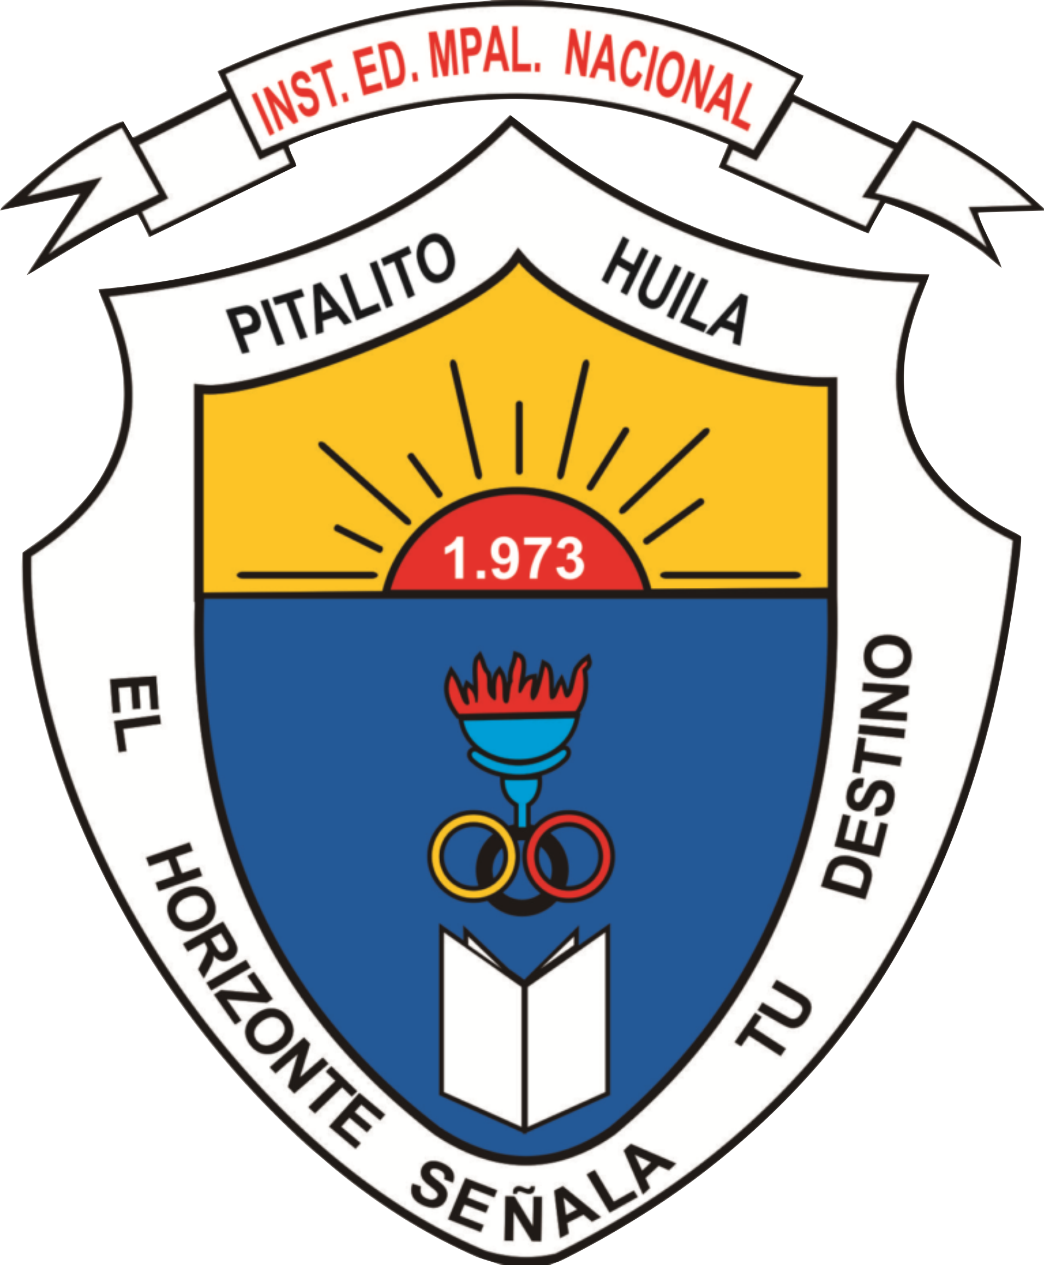 INST. ED. MPAL. NACIONAL
PITALITO HUILA
1.973
EL HORIZONTE SEÑALA TU DESTINO